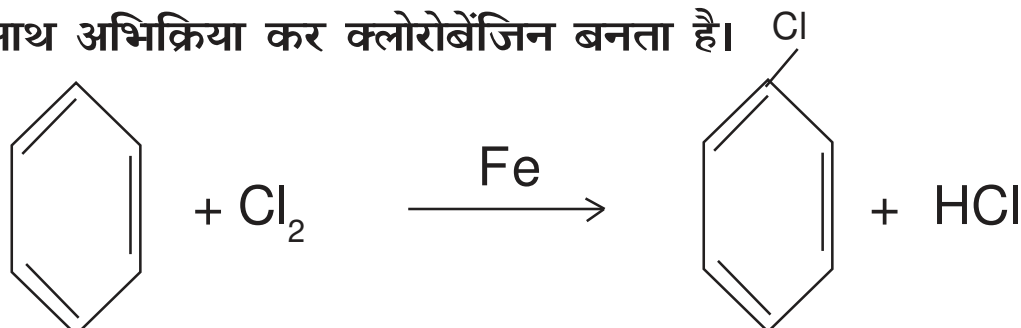 अभिक्रिया कर क्लोरोबेंजिन बनता है।
Cl
+ Cl₂ Fe + HCl